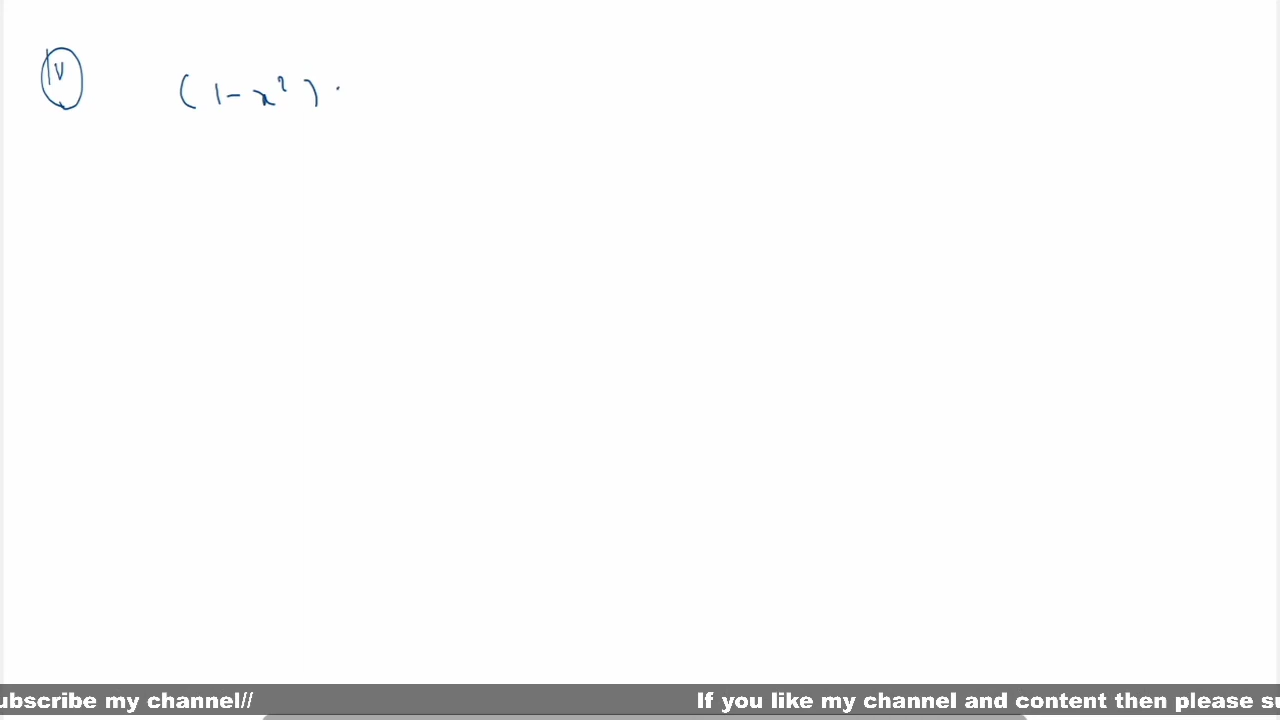 IV (1-x²)
ubscribe my channel// If you like my channel and content then please su